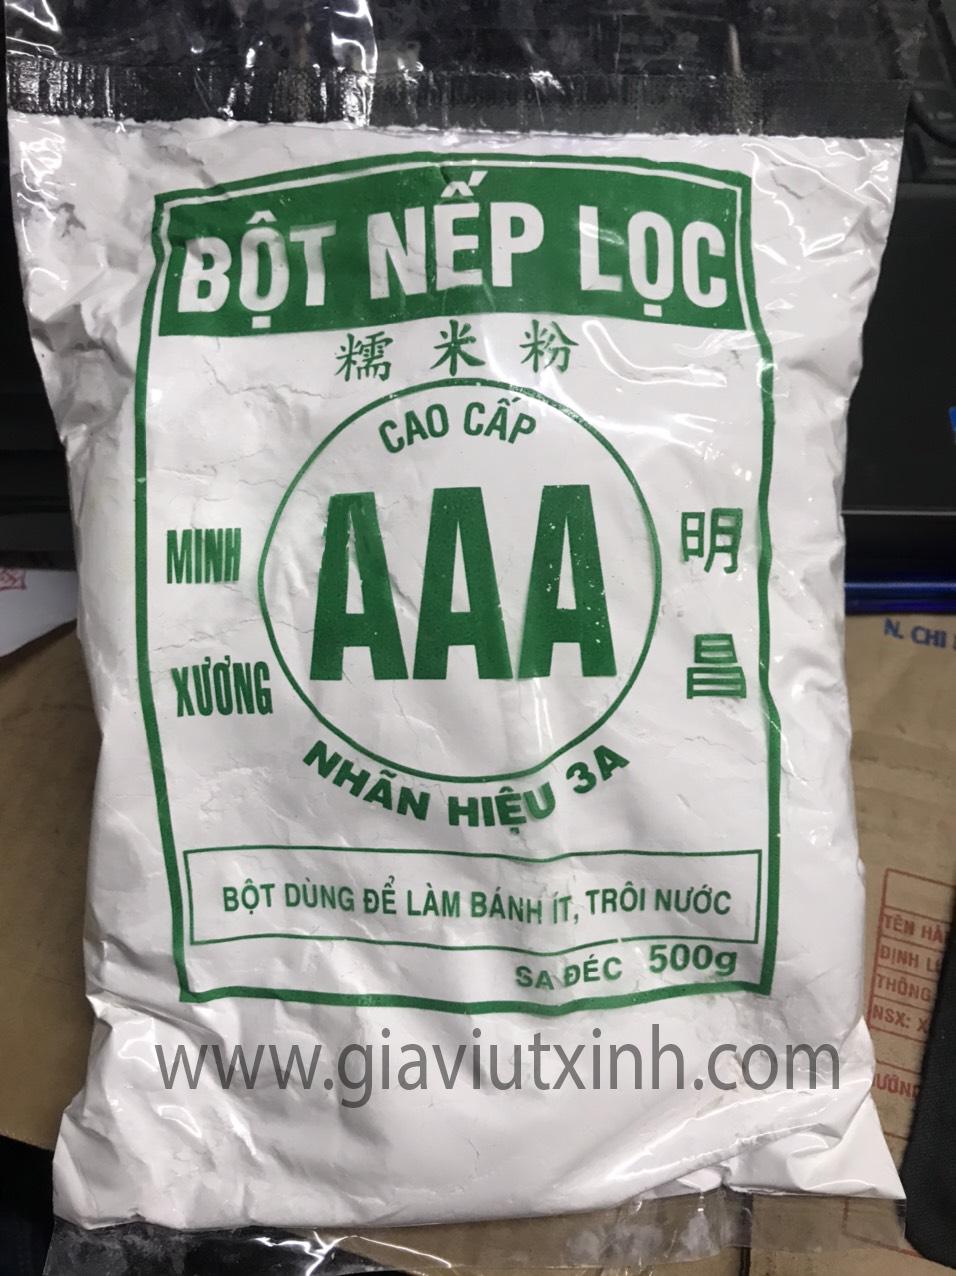 BỘT NẾP LỌC
糯米粉
CAO CẤP
AAA
MINH
XƯƠNG
明
昌
NHÃN HIỆU 3A
BỘT DÙNG ĐỂ LÀM BÁNH ÍT, TRÔI NƯỚC
SA ĐÉC 500g
www.giaviutxinh.com
N. CHI
TÊN HÀ
ĐỊNH L
THÔNG
NSX: X